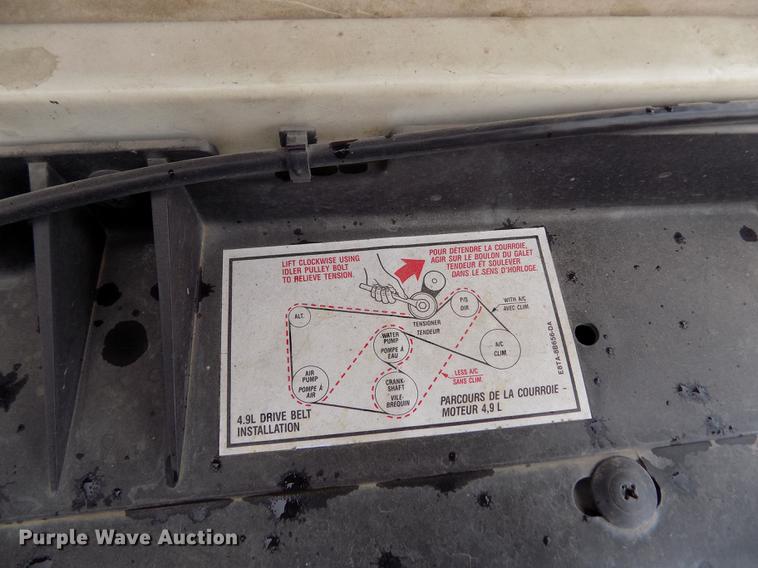 LIFT CLOCKWISE USING
IDLER PULLEY BOLT
TO RELIEVE TENSION.
POUR DÉTENDRE LA COURROIE,
AGIR SUR LE BOULON DU GALET
TENDEUR ET SOULEVER
DANS LE SENS D'HORLOGE.
ALT.
TENSIONER
TENDEUR
P/S
DIR.
WITH A/C
AVEC CLIM.
WATER
PUMP
POMPE À
EAU
A/C
CLIM.
AIR
PUMP
POMPE À
AIR
CRANK-
SHAFT
VILE-
BREQUIN
LESS A/C
SANS CLIM.
4.9L DRIVE BELT
INSTALLATION
PARCOURS DE LA COURROIE -
MOTEUR 4,9 L
E8TA-8B656-DA
Purple Wave Auction